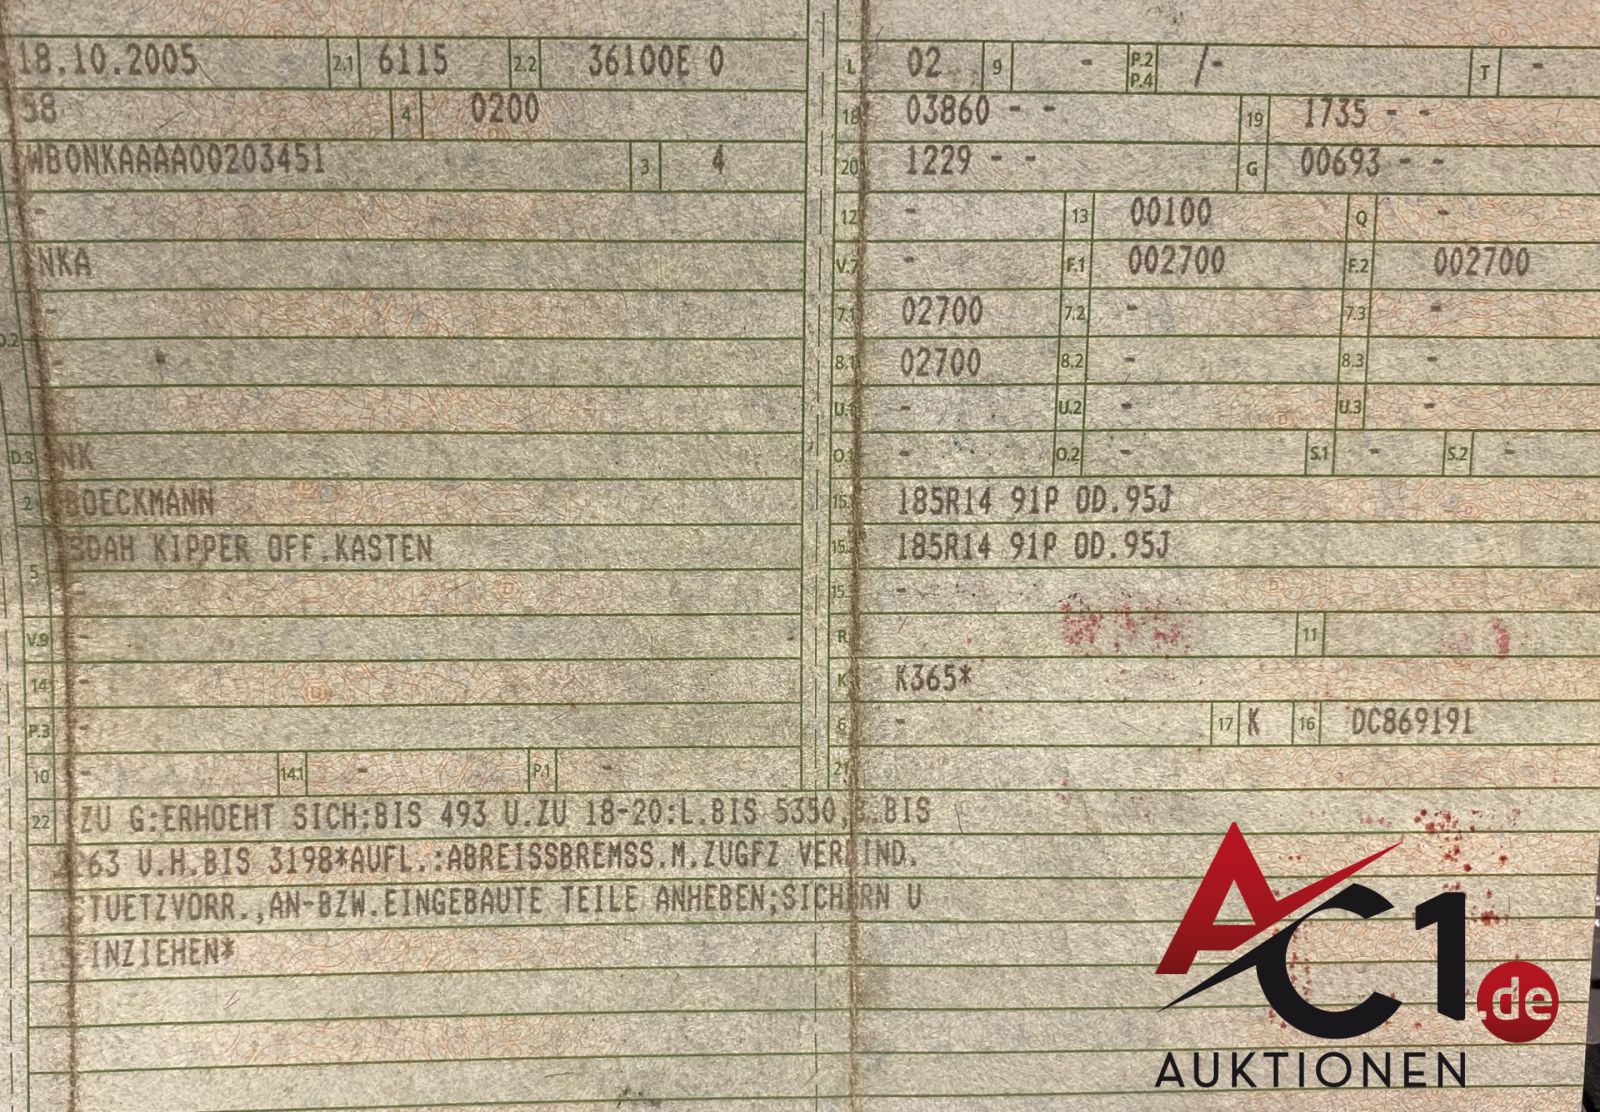 18.10.2005 2.1 6115 2.2 36100E 0
58 4 0200
WBONKAAAA00203451 3 4
-
NKA
-
D.2
-
-
D.3 NK
2 BOECKMANN
5 KIPPER OFF.KASTEN
V.9 -
14 -
P.3 -
10 - 14.1 - P.1 -
L 02 9 - P.2 P.4 /- T -
18 03860 - - 19 1735 - -
20 1229 - - G 00693 - -
12 - 13 00100 Q -
V.7 - F.1 002700 F.2 002700
7.1 02700 7.2 - 7.3 -
8.1 02700 8.2 - 8.3 -
U.1 - U.2 - U.3 -
O.1 - O.2 - S.1 - S.2 -
15.1 185R14 91P OD.95J
15.2 185R14 91P OD.95J
15.3 -
R 11
K K365*
6 - 17 K 16 DC869191
21
22 ZU G:ERHOEHT SICH:BIS 493 U.ZU 18-20:L.BIS 5350, BIS
263 U.H.BIS 3198*AUFL.:ABREISSBREMSS.M.ZUGFZ VERBIND.
STUETZVORR.,AN-BZW.EINGEBAUTE TEILE ANHEBEN;SICHERN U
EINZIEHEN*
AC1.de
AUKTIONEN